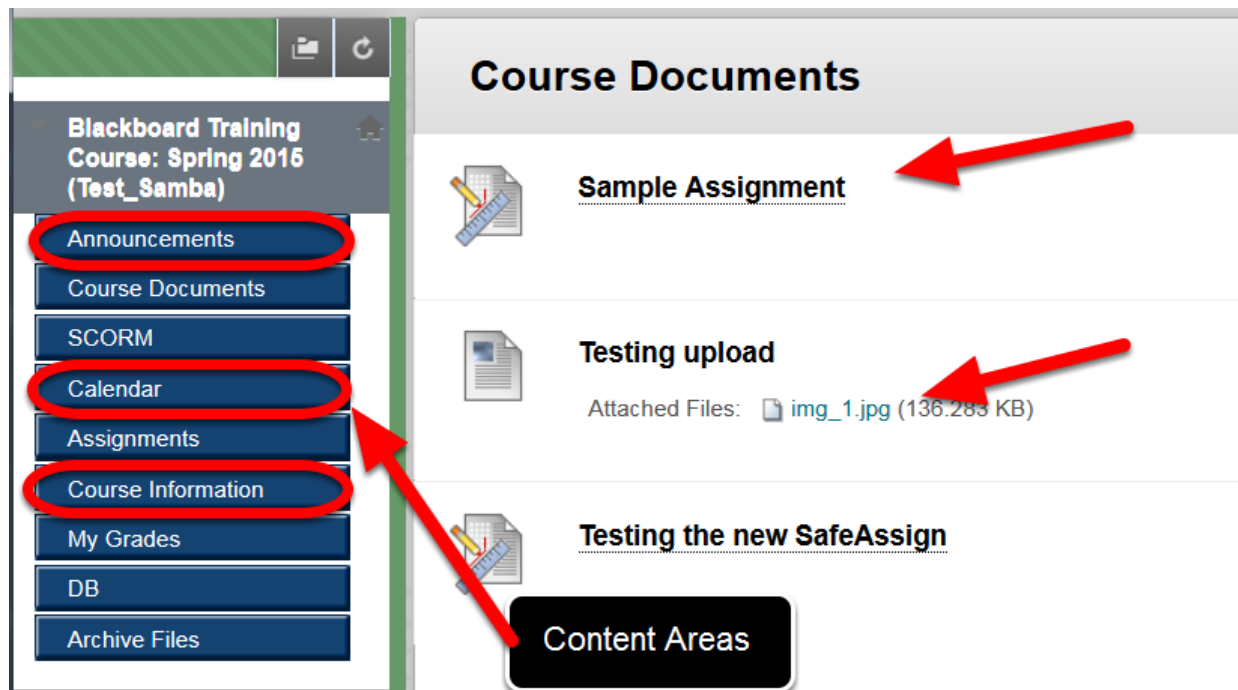 Blackboard Training
Course: Spring 2015
(Test_Samba)
Announcements
Course Documents
SCORM
Calendar
Assignments
Course Information
My Grades
DB
Archive Files
Course Documents
Sample Assignment
Testing upload
Attached Files: img_1.jpg (136.283 KB)
Testing the new SafeAssign
Content Areas